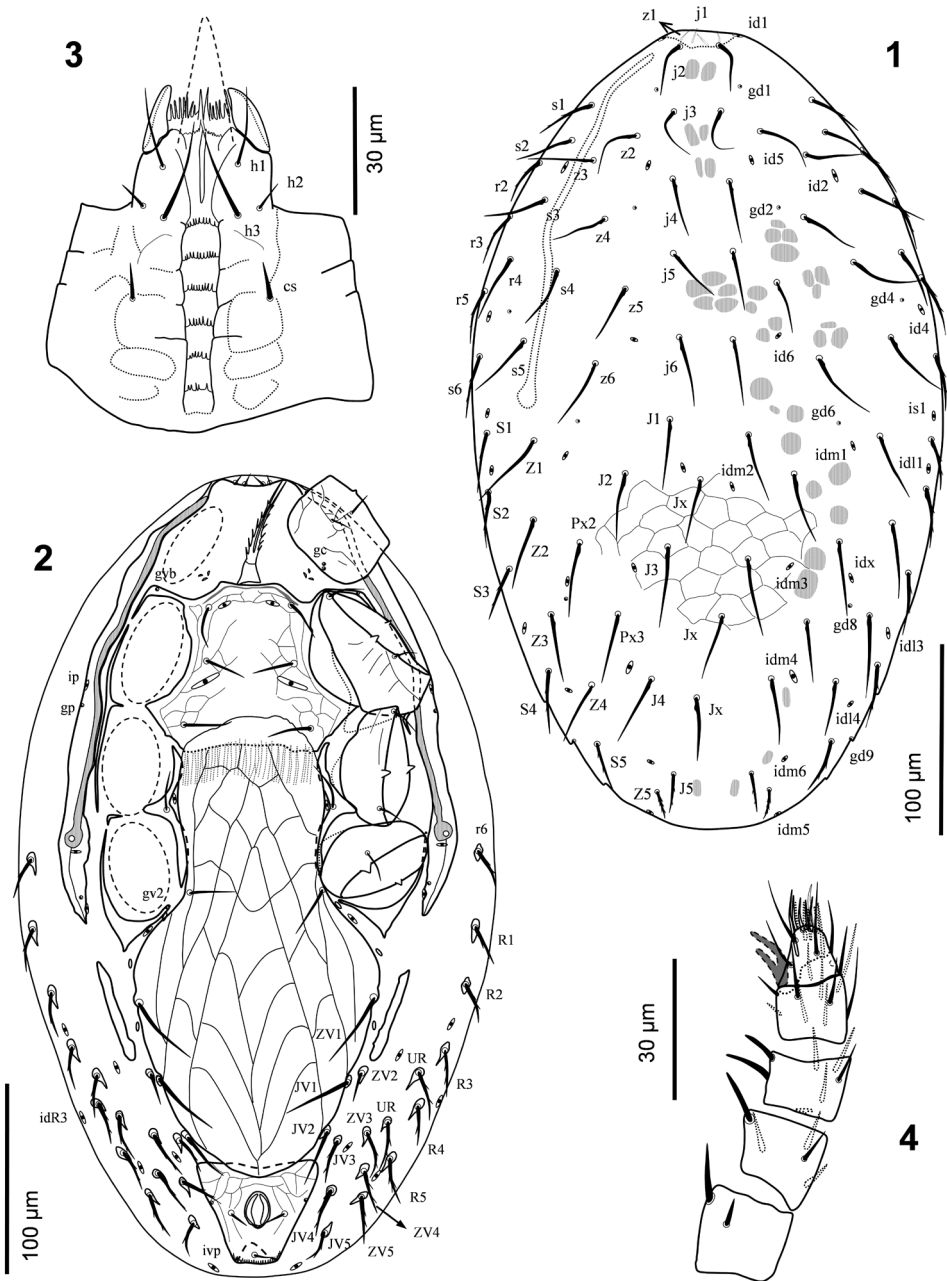 3
30 µm
h1
h2
h3
cs
1
z1
j1
id1
j2
gd1
s1
j3
s2
z2
id5
r2
z3
id2
s3
j4
gd2
r3
z4
r4
j5
gd4
r5
s4
z5
id4
s5
j6
id6
s6
z6
is1
gd6
S1
J1
Z1
idm1
idl1
J2
idm2
S2
Px2
Jx
Z2
idx
S3
J3
idm3
Z3
Px3
Jx
gd8
idl3
idm4
S4
Z4
J4
Jx
idl4
S5
gd9
idm6
Z5
J5
idm5
100 µm
2
gc
gvb
ip
gp
gv2
r6
R1
R2
ZV1
UR
ZV2
R3
JV1
idR3
UR
ZV3
JV2
R4
JV3
R5
JV4
ZV4
JV5
ZV5
ivp
100 µm
4
30 µm